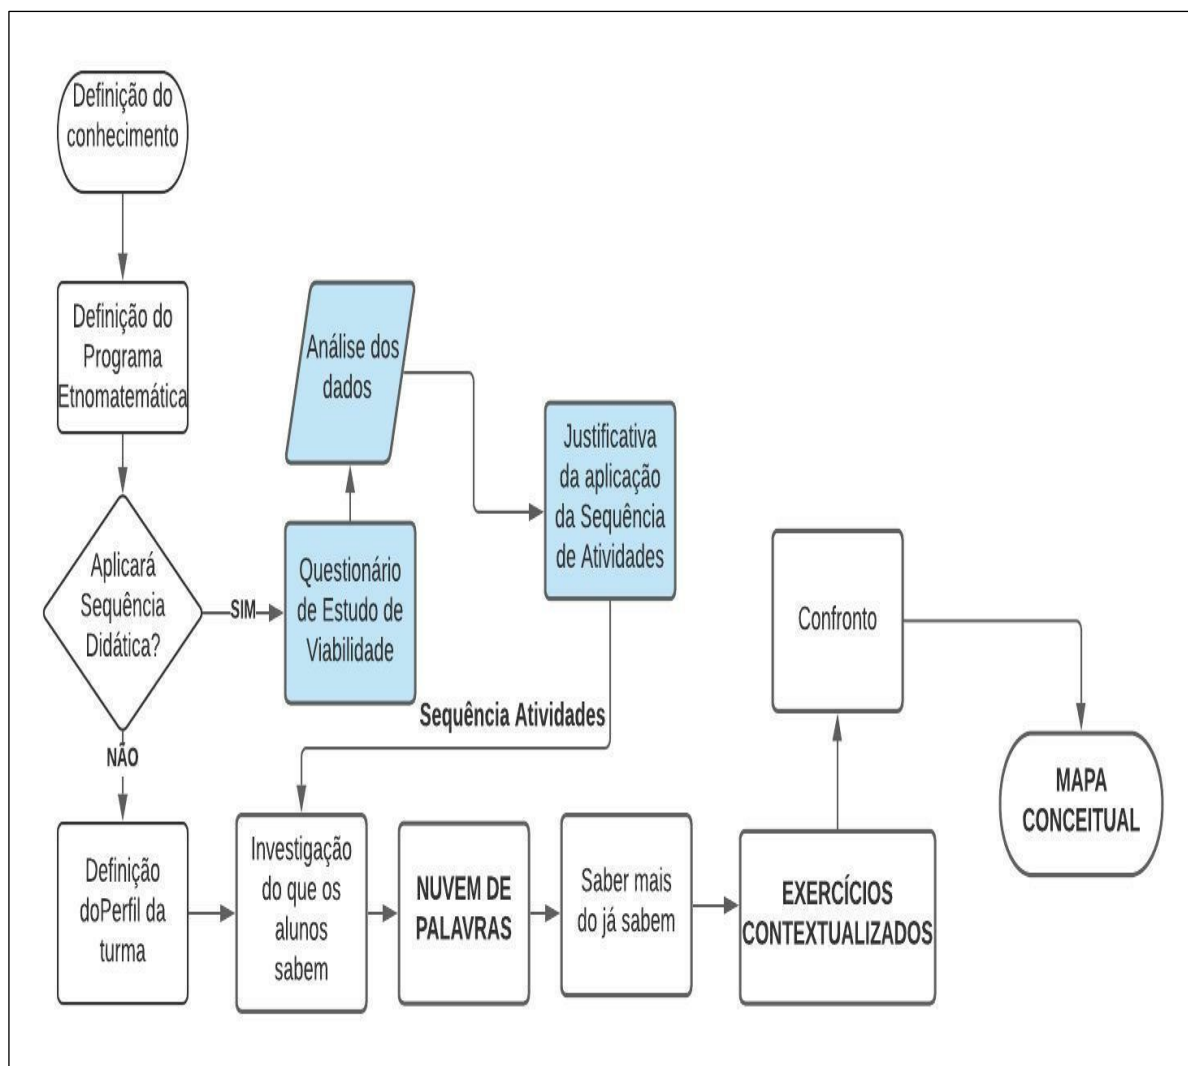 Definição do
conhecimento
Definição do
Programa
Etnomatemática
Aplicará
Sequência
Didática?
SIM
Questionário
de Estudo de
Viabilidade
Análise dos
dados
Justificativa
da aplicação
da Sequência
de Atividades
Sequência Atividades
NÃO
Definição
doPerfil da
turma
Investigação
do que os
alunos
sabem
NUVEM DE
PALAVRAS
Saber mais
do já sabem
EXERCÍCIOS
CONTEXTUALIZADOS
Confronto
MAPA
CONCEITUAL